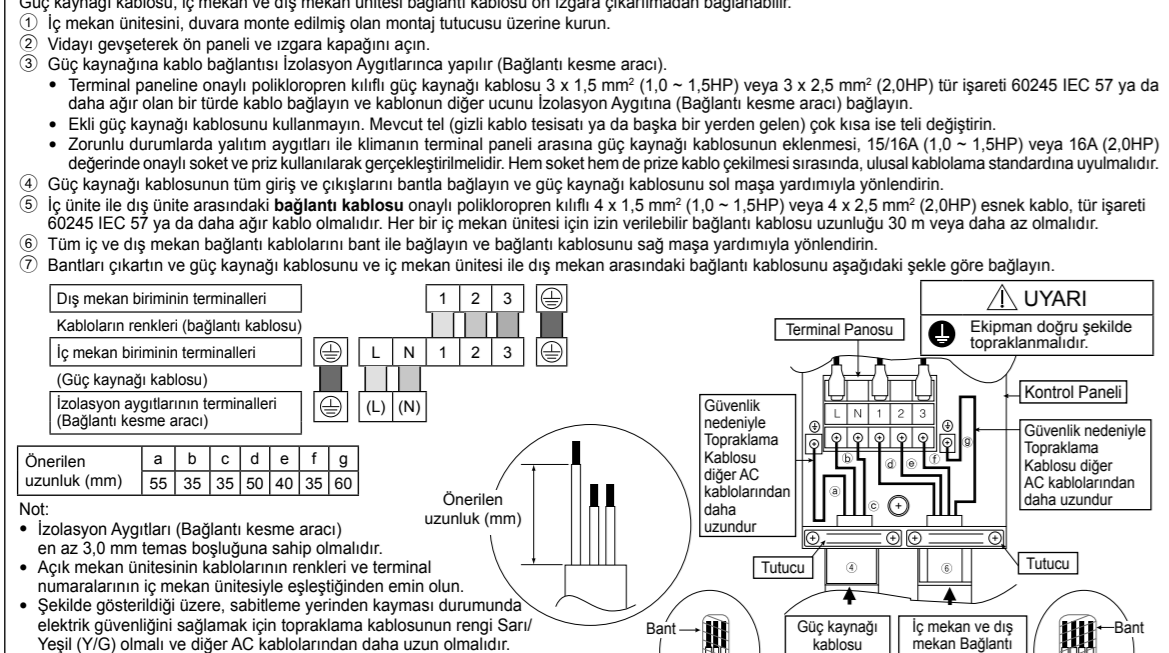 Güç kaynağı kablosu, iç mekan ve dış mekan ünitesi bağlantı kablosu ön ızgara çıkarılmadan bağlanabilir.
① İç mekan ünitesini, duvara monte edilmiş olan montaj tutucusu üzerine kurun.
② Vidayı gevşeterek ön paneli ve ızgara kapağını açın.
③ Güç kaynağına kablo bağlantısı İzolasyon Aygıtlarınca yapılır (Bağlantı kesme aracı).
• Terminal paneline onaylı polikloropren kılıflı güç kaynağı kablosu 3 x 1,5 mm² (1,0 ~ 1,5HP) veya 3 x 2,5 mm² (2,0HP) tür işareti 60245 IEC 57 ya da
daha ağır olan bir türde kablo bağlayın ve kablonun diğer ucunu İzolasyon Aygıtına (Bağlantı kesme aracı) bağlayın.
• Ekli güç kaynağı kablosunu kullanmayın. Mevcut tel (gizli kablo tesisatı ya da başka bir yerden gelen) çok kısa ise teli değiştirin.
• Zorunlu durumlarda yalıtım aygıtları ile klimanın terminal paneli arasına güç kaynağı kablosunun eklenmesi, 15/16A (1,0 ~ 1,5HP) veya 16A (2,0HP)
değerinde onaylı soket ve priz kullanılarak gerçekleştirilmelidir. Hem soket hem de prize kablo çekilmesi sırasında, ulusal kablolama standardına uyulmalıdır.
④ Güç kaynağı kablosunun tüm giriş ve çıkışlarını bantla bağlayın ve güç kaynağı kablosunu sol maşa yardımıyla yönlendirin.
⑤ İç ünite ile dış ünite arasındaki bağlantı kablosu onaylı polikloropren kılıflı 4 x 1,5 mm² (1,0 ~ 1,5HP) veya 4 x 2,5 mm² (2,0HP) esnek kablo, tür işareti
60245 IEC 57 ya da daha ağır kablo olmalıdır. Her bir iç mekan ünitesi için izin verilebilir bağlantı kablosu uzunluğu 30 m veya daha az olmalıdır.
⑥ Tüm iç ve dış mekan bağlantı kablolarını bant ile bağlayın ve bağlantı kablosunu sağ maşa yardımıyla yönlendirin.
⑦ Bantları çıkartın ve güç kaynağı kablosunu ve iç mekan ünitesi ile dış mekan arasındaki bağlantı kablosunu aşağıdaki şekle göre bağlayın.
Dış mekan biriminin terminalleri 1 2 3
Kabloların renkleri (bağlantı kablosu)
İç mekan biriminin terminalleri L N 1 2 3
(Güç kaynağı kablosu)
İzolasyon aygıtlarının terminalleri
(Bağlantı kesme aracı) (L) (N)
Önerilen
uzunluk (mm)
a b c d e f g
55 35 35 50 40 35 60
Not:
• İzolasyon Aygıtları (Bağlantı kesme aracı)
en az 3,0 mm temas boşluğuna sahip olmalıdır.
• Açık mekan ünitesinin kablolarının renkleri ve terminal
numaralarının iç mekan ünitesiyle eşleştiğinden emin olun.
• Şekilde gösterildiği üzere, sabitleme yerinden kayması durumunda
elektrik güvenliğini sağlamak için topraklama kablosunun rengi Sarı/
Yeşil (Y/G) olmalı ve diğer AC kablolarından daha uzun olmalıdır.
Önerilen
uzunluk (mm)
UYARI
Ekipman doğru şekilde
topraklanmalıdır.
Terminal Panosu
Kontrol Paneli
Güvenlik
nedeniyle
Topraklama
Kablosu
diğer AC
kablolarından
daha
uzundur
L N 1 2 3
ⓐ ⓑ ⓒ ⓓ ⓔ ⓕ ⓖ
Güvenlik nedeniyle
Topraklama
Kablosu diğer
AC kablolarından
daha uzundur
Tutucu
④
⑥
Tutucu
Bant
Güç kaynağı
kablosu
İç mekan ve dış
mekan Bağlantı
Bant